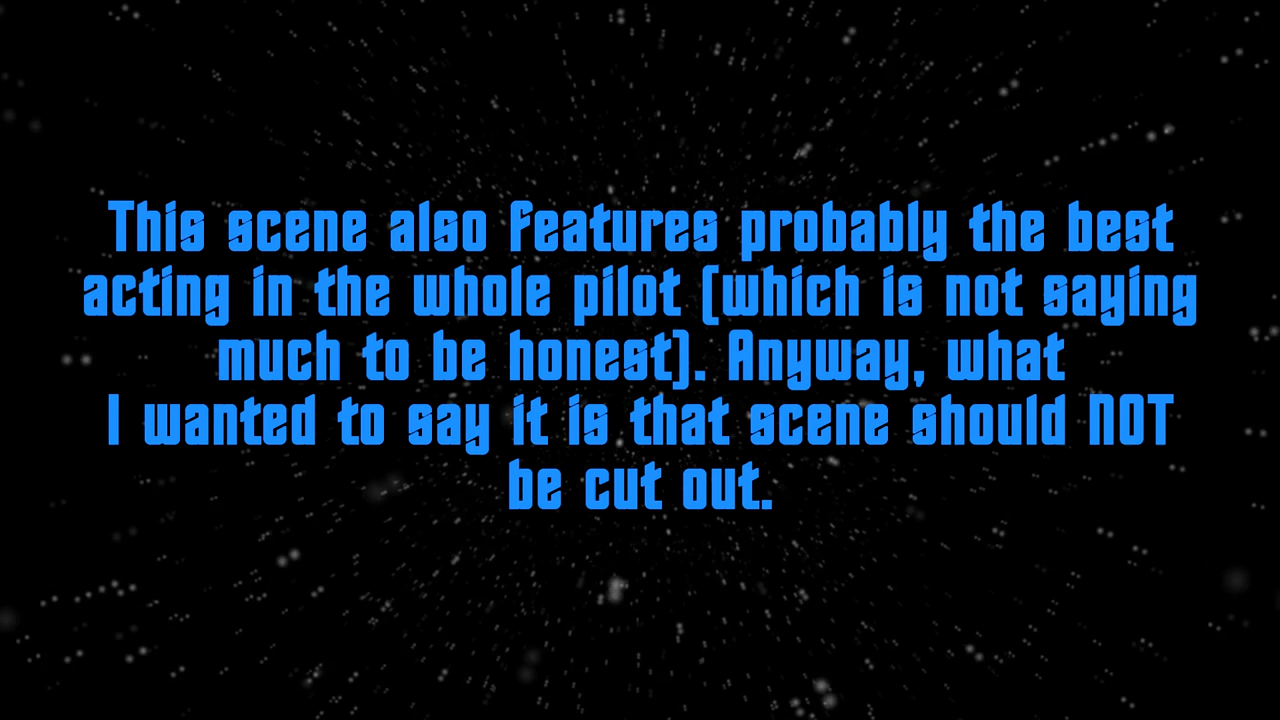 This scene also features probably the best
acting in the whole pilot (which is not saying
much to be honest). Anyway, what
I wanted to say it is that scene should NOT
be cut out.